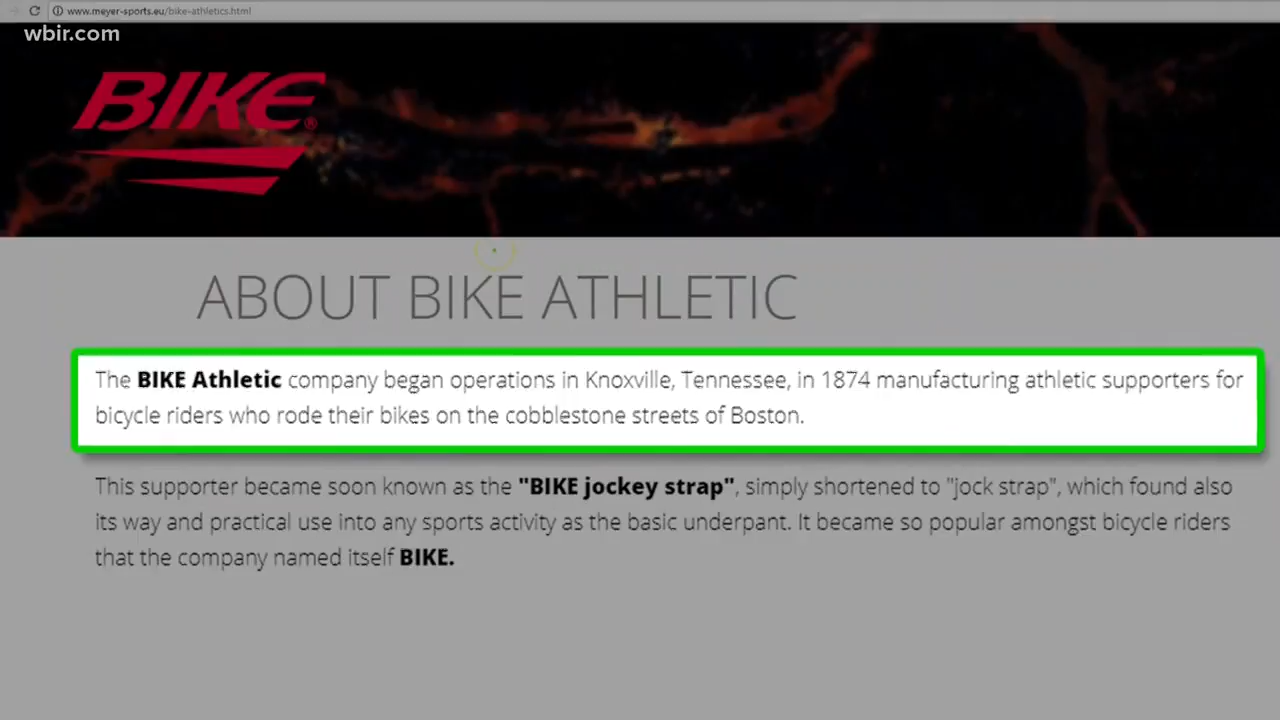 www.meyer-sports.eu/bike-athletics.html
wbir.com
BIKE®
ABOUT BIKE ATHLETIC
The BIKE Athletic company began operations in Knoxville, Tennessee, in 1874 manufacturing athletic supporters for
bicycle riders who rode their bikes on the cobblestone streets of Boston.
This supporter became soon known as the "BIKE jockey strap", simply shortened to "jock strap", which found also
its way and practical use into any sports activity as the basic underpant. It became so popular amongst bicycle riders
that the company named itself BIKE.